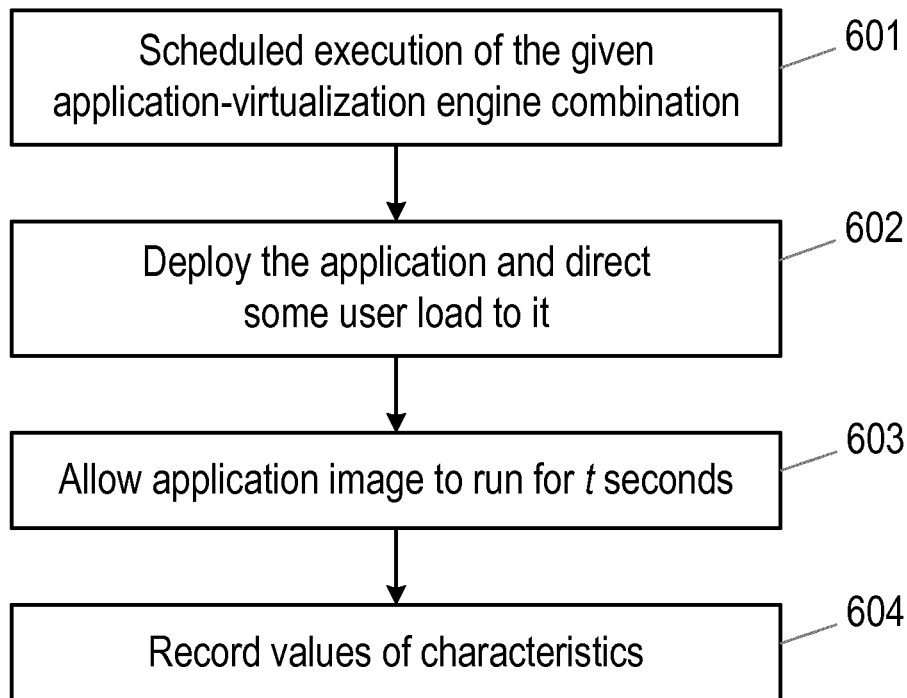 Scheduled execution of the given
application-virtualization engine combination
601
Deploy the application and direct
some user load to it
602
Allow application image to run for t seconds
603
Record values of characteristics
604